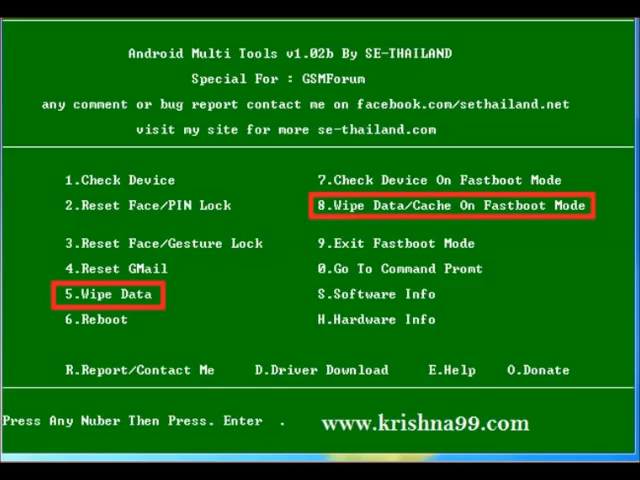 Android Multi Tools v1.02b By SE-THAILAND
Special For : GSMForum
any comment or bug report contact me on facebook.com/sethailand.net
visit my site for more se-thailand.com
1.Check Device
7.Check Device On Fastboot Mode
2.Reset Face/PIN Lock
8.Wipe Data/Cache On Fastboot Mode
3.Reset Face/Gesture Lock
9.Exit Fastboot Mode
4.Reset GMail
0.Go To Command Promt
5.Wipe Data
S.Software Info
6.Reboot
H.Hardware Info
R.Report/Contact Me D.Driver Download E.Help O.Donate
Press Any Nuber Then Press. Enter .
www.krishna99.com